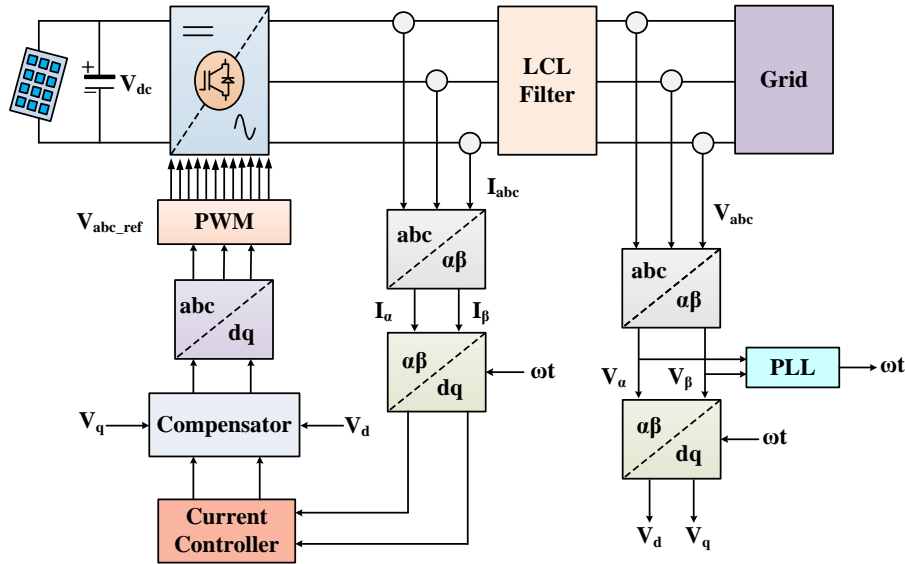 V_dc
LCL
Filter
Grid
I_abc
V_abc
V_abc_ref
PWM
abc
αβ
abc
αβ
abc
dq
I_α
I_β
αβ
dq
ωt
V_α
V_β
PLL
ωt
V_q
Compensator
V_d
αβ
dq
ωt
Current
Controller
V_d
V_q